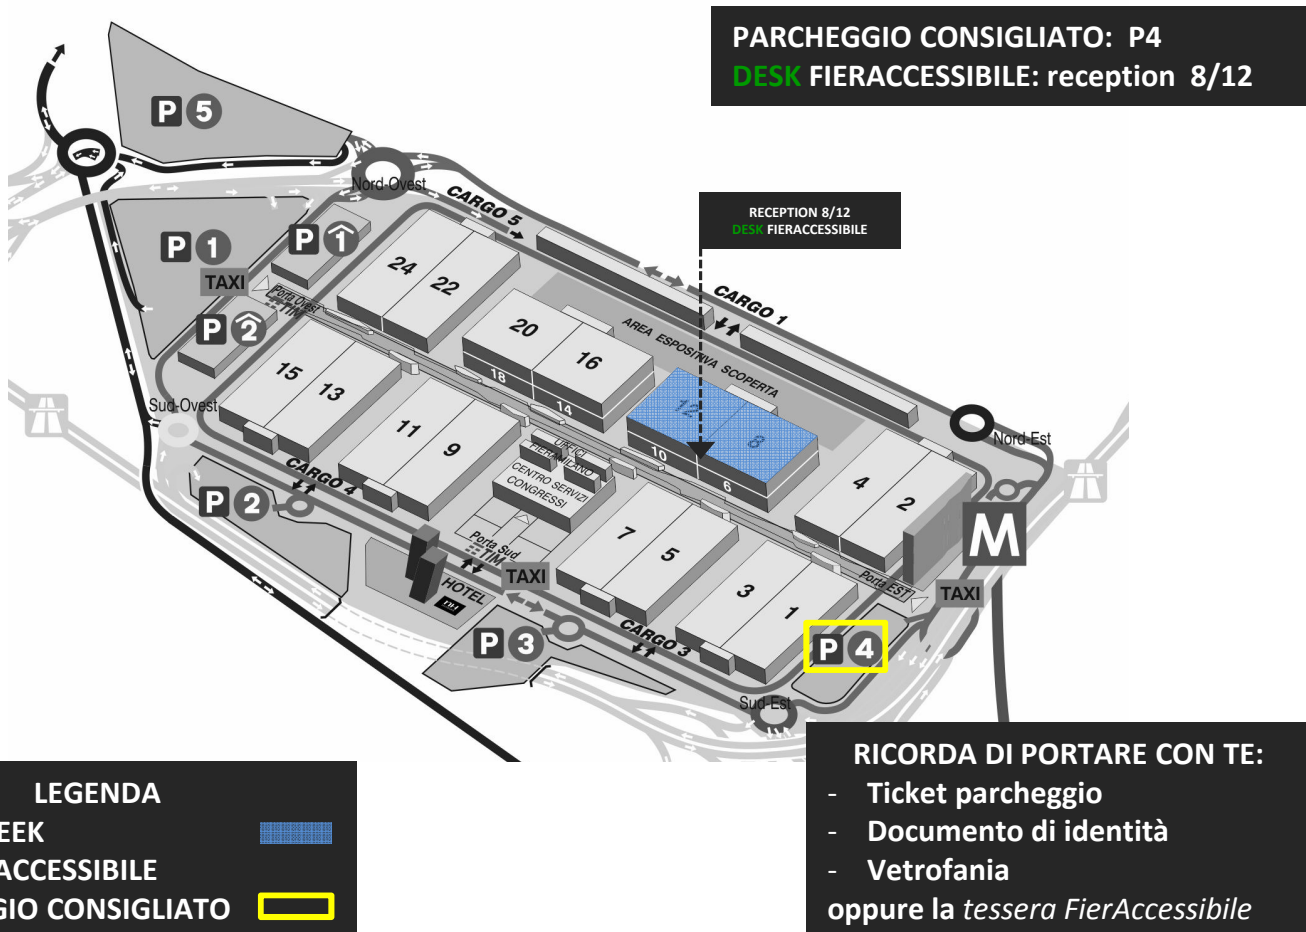 PARCHEGGIO CONSIGLIATO: P4
DESK FIERACCESSIBILE: reception 8/12
P 5
Nord-Ovest
CARGO 5
RECEPTION 8/12
DESK FIERACCESSIBILE
P 1
P 1
TAXI
Porta Ovest
TIM
24
22
CARGO 1
AREA ESPOSITIVA SCOPERTA
P 2
20
16
18
14
15
13
12
8
10
6
Sud-Ovest
Nord-Est
11
9
UFFICI
FIERAMILANO
CENTRO SERVIZI
CONGRESSI
4
2
M
CARGO 4
P 2
Porta Sud
TIM
TAXI
HOTEL
7
5
3
1
Porta EST
TAXI
P 3
CARGO 3
P 4
Sud-Est
LEGENDA
EEK
ACCESSIBILE
GIO CONSIGLIATO
RICORDA DI PORTARE CON TE:
- Ticket parcheggio
- Documento di identità
- Vetrofania
oppure la tessera FierAccessibile